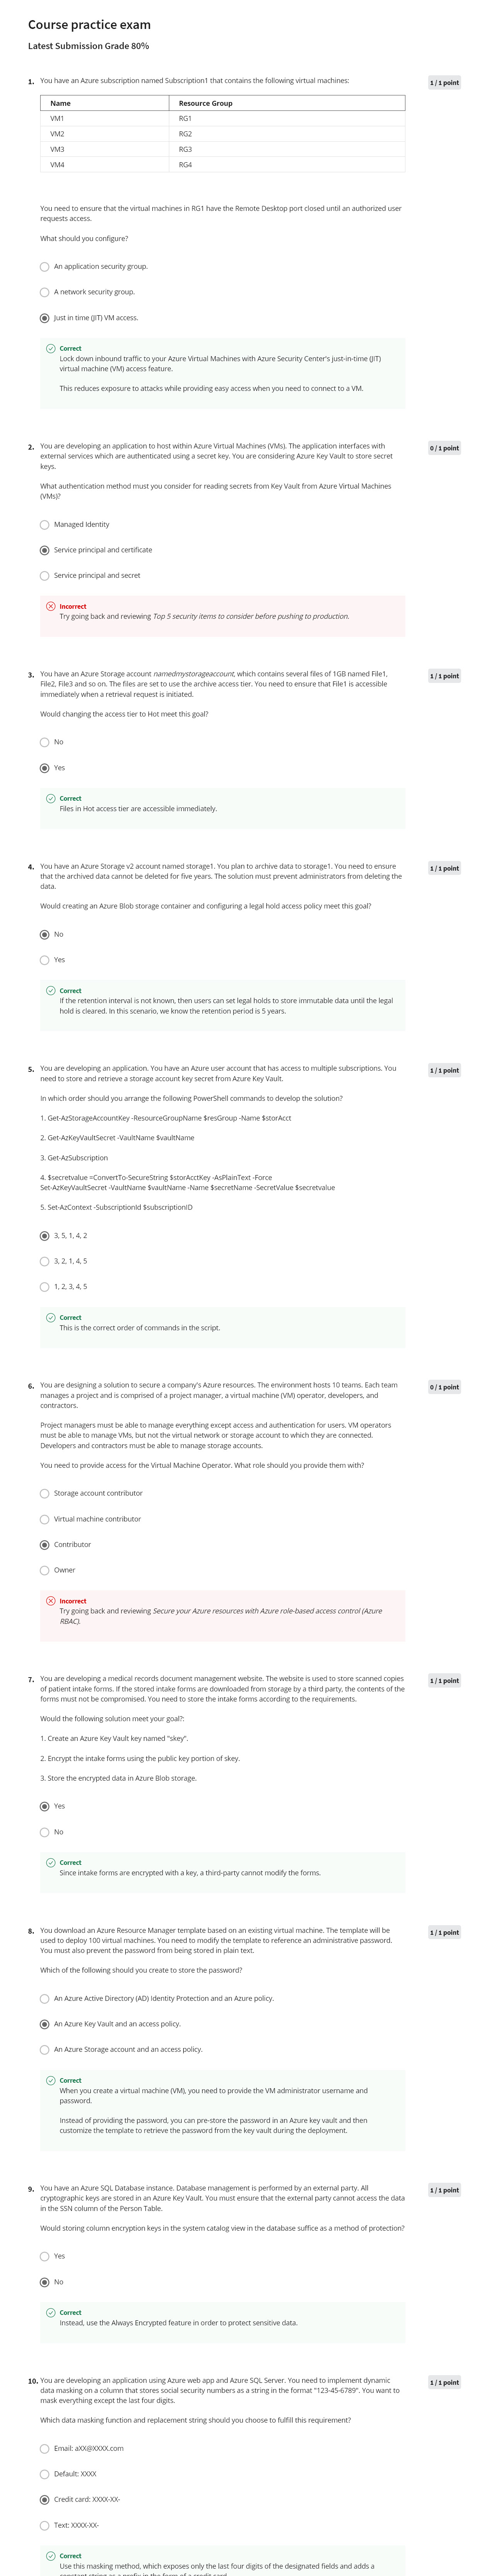 Course practice exam
Latest Submission Grade 80%
1. You have an Azure subscription named Subscription1 that contains the following virtual machines:
1 / 1 point
Name Resource Group
VM1 RG1
VM2 RG2
VM3 RG3
VM4 RG4
You need to ensure that the virtual machines in RG1 have the Remote Desktop port closed until an authorized user
requests access.
What should you configure?
An application security group.
A network security group.
Just in time (JIT) VM access.
Correct
Lock down inbound traffic to your Azure Virtual Machines with Azure Security Center's just-in-time (JIT)
virtual machine (VM) access feature.
This reduces exposure to attacks while providing easy access when you need to connect to a VM.
2. You are developing an application to host within Azure Virtual Machines (VMs). The application interfaces with
0 / 1 point
external services which are authenticated using a secret key. You are considering Azure Key Vault to store secret
keys.
What authentication method must you consider for reading secrets from Key Vault from Azure Virtual Machines
(VMs)?
Managed Identity
Service principal and certificate
Service principal and secret
Incorrect
Try going back and reviewing Top 5 security items to consider before pushing to production.
3. You have an Azure Storage account namedmystorageaccount, which contains several files of 1GB named File1,
1 / 1 point
File2, File3 and so on. The files are set to use the archive access tier. You need to ensure that File1 is accessible
immediately when a retrieval request is initiated.
Would changing the access tier to Hot meet this goal?
No
Yes
Correct
Files in Hot access tier are accessible immediately.
4. You have an Azure Storage v2 account named storage1. You plan to archive data to storage1. You need to ensure
1 / 1 point
that the archived data cannot be deleted for five years. The solution must prevent administrators from deleting the
data.
Would creating an Azure Blob storage container and configuring a legal hold access policy meet this goal?
No
Yes
Correct
If the retention interval is not known, then users can set legal holds to store immutable data until the legal
hold is cleared. In this scenario, we know the retention period is 5 years.
5. You are developing an application. You have an Azure user account that has access to multiple subscriptions. You
1 / 1 point
need to store and retrieve a storage account key secret from Azure Key Vault.
In which order should you arrange the following PowerShell commands to develop the solution?
1. Get-AzStorageAccountKey -ResourceGroupName $resGroup -Name $storAcct
2. Get-AzKeyVaultSecret -VaultName $vaultName
3. Get-AzSubscription
4. $secretvalue =ConvertTo-SecureString $storAcctKey -AsPlainText -Force
Set-AzKeyVaultSecret -VaultName $vaultName -Name $secretName -SecretValue $secretvalue
5. Set-AzContext -SubscriptionId $subscriptionID
3, 5, 1, 4, 2
3, 2, 1, 4, 5
1, 2, 3, 4, 5
Correct
This is the correct order of commands in the script.
6. You are designing a solution to secure a company's Azure resources. The environment hosts 10 teams. Each team
0 / 1 point
manages a project and is comprised of a project manager, a virtual machine (VM) operator, developers, and
contractors.
Project managers must be able to manage everything except access and authentication for users. VM operators
must be able to manage VMs, but not the virtual network or storage account to which they are connected.
Developers and contractors must be able to manage storage accounts.
You need to provide access for the Virtual Machine Operator. What role should you provide them with?
Storage account contributor
Virtual machine contributor
Contributor
Owner
Incorrect
Try going back and reviewing Secure your Azure resources with Azure role-based access control (Azure
RBAC).
7. You are developing a medical records document management website. The website is used to store scanned copies
1 / 1 point
of patient intake forms. If the stored intake forms are downloaded from storage by a third party, the contents of the
forms must not be compromised. You need to store the intake forms according to the requirements.
Would the following solution meet your goal?:
1. Create an Azure Key Vault key named "skey".
2. Encrypt the intake forms using the public key portion of skey.
3. Store the encrypted data in Azure Blob storage.
Yes
No
Correct
Since intake forms are encrypted with a key, a third-party cannot modify the forms.
8. You download an Azure Resource Manager template based on an existing virtual machine. The template will be
1 / 1 point
used to deploy 100 virtual machines. You need to modify the template to reference an administrative password.
You must also prevent the password from being stored in plain text.
Which of the following should you create to store the password?
An Azure Active Directory (AD) Identity Protection and an Azure policy.
An Azure Key Vault and an access policy.
An Azure Storage account and an access policy.
Correct
When you create a virtual machine (VM), you need to provide the VM administrator username and
password.
Instead of providing the password, you can pre-store the password in an Azure key vault and then
customize the template to retrieve the password from the key vault during the deployment.
9. You have an Azure SQL Database instance. Database management is performed by an external party. All
1 / 1 point
cryptographic keys are stored in an Azure Key Vault. You must ensure that the external party cannot access the data
in the SSN column of the Person Table.
Would storing column encryption keys in the system catalog view in the database suffice as a method of protection?
Yes
No
Correct
Instead, use the Always Encrypted feature in order to protect sensitive data.
10. You are developing an application using Azure web app and Azure SQL Server. You need to implement dynamic
1 / 1 point
data masking on a column that stores social security numbers as a string in the format "123-45-6789". You want to
mask everything except the last four digits.
Which data masking function and replacement string should you choose to fulfill this requirement?
Email: aXX@XXXX.com
Default: XXXX
Credit card: XXXX-XX-
Text: XXXX-XX-
Correct
Use this masking method, which exposes only the last four digits of the designated fields and adds a